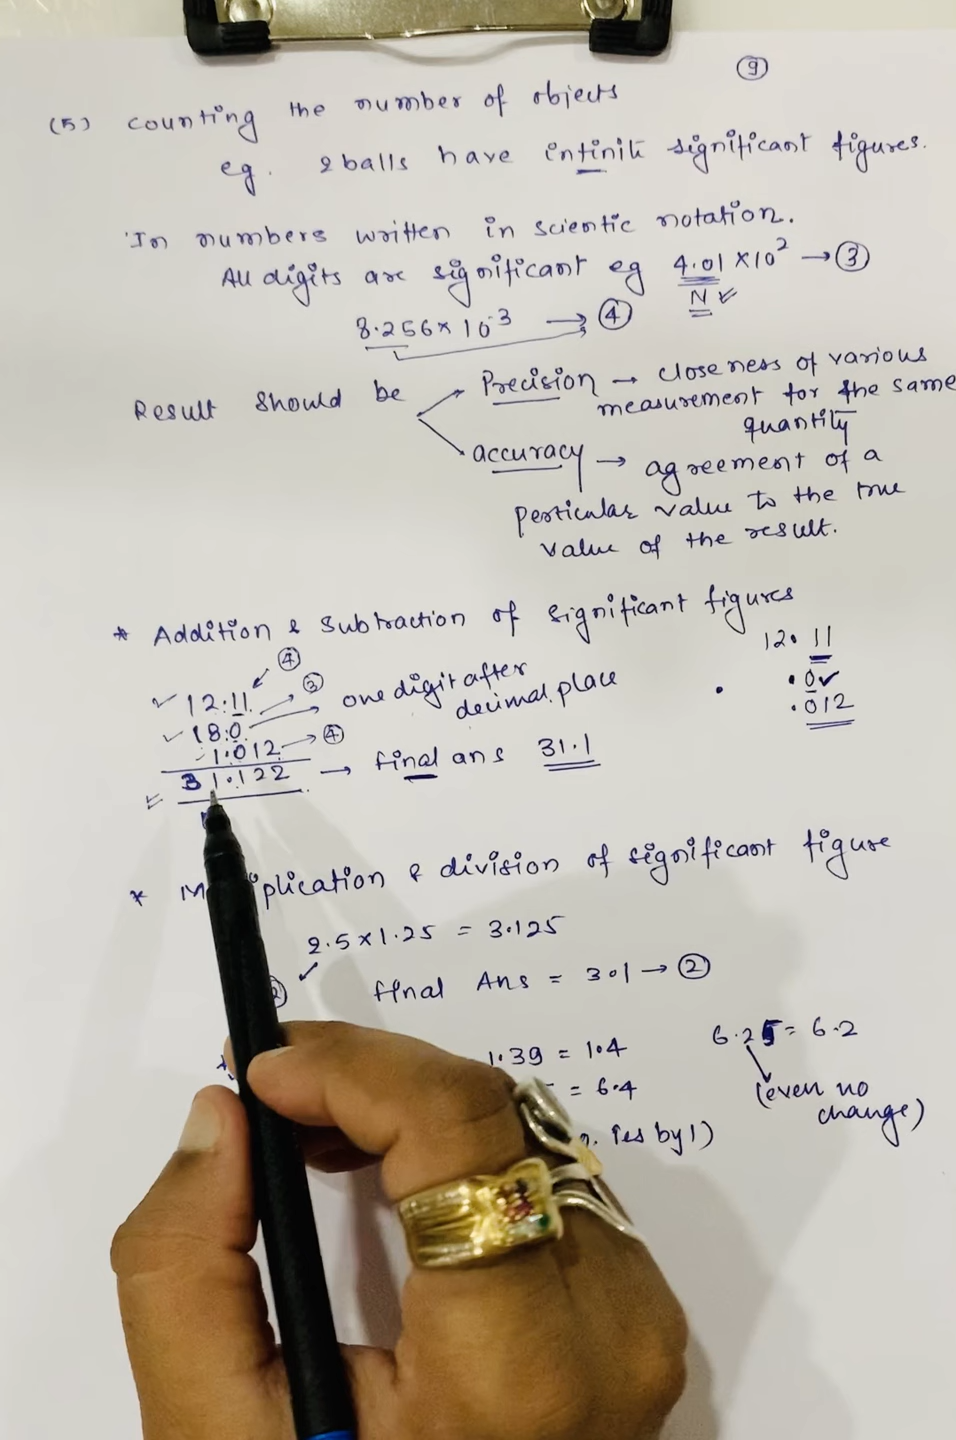 9
(5) counting the number of objects
eg. 2 balls have infinite significant figures.
In numbers written in scientic notation.
All digits are significant eg 4.01 × 10² → 3
N
8.256 × 10⁻³ → 4
Result should be Precision → closeness of various
measurement for the same
quantity
accuracy → agreement of a
perticular value to the true
value of the result.
* Addition & subtraction of significant figures
12.11 4
18.0 3 one digit after
decimal place
1.012 → 4
31.122 → final ans 31.1
12.11
.0
.012
* Multiplication & division of significant figure
2.5 × 1.25 = 3.125
2 final Ans = 3.1 → 2
1.39 = 1.4
= 6.4
ies by 1)
6.25 = 6.2
(even no
change)